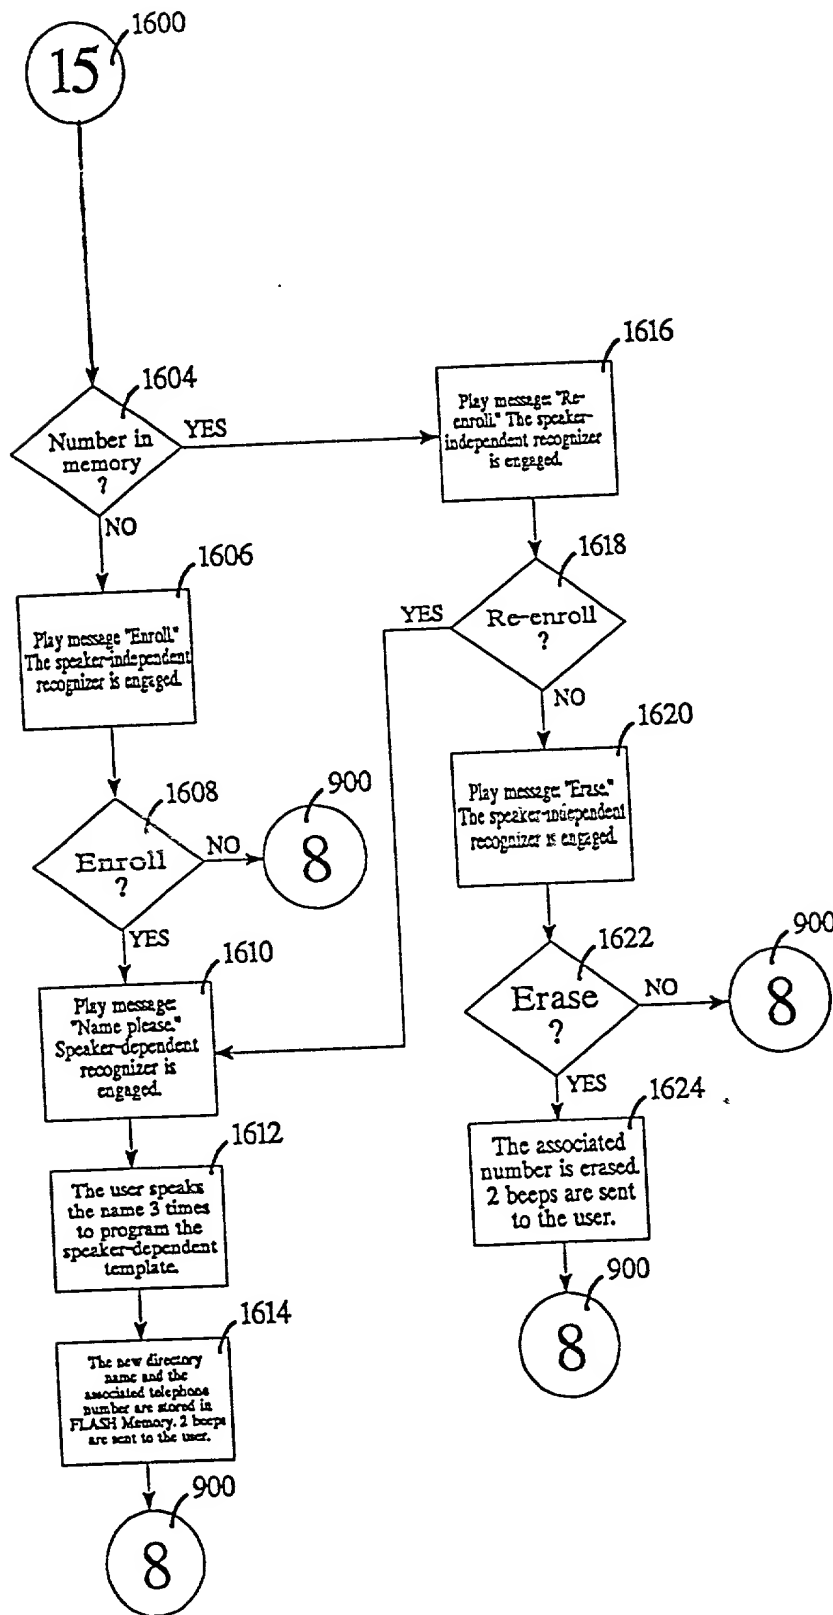 1600
15
1604
Number in
memory
?
YES
NO
1616
Play message: "Re-
enroll." The speaker-
independent recognizer
is engaged.
1606
Play message "Enroll."
The speaker-independent
recognizer is engaged.
1618
Re-enroll
?
YES
NO
1608
Enroll
?
NO
YES
900
8
1620
Play message: "Erase."
The speaker-independent
recognizer is engaged.
1610
Play message:
"Name please."
Speaker-dependent
recognizer is
engaged.
1622
Erase
?
NO
YES
900
8
1612
The user speaks
the name 3 times
to program the
speaker-dependent
template.
1624
The associated
number is erased.
2 beeps are sent
to the user.
1614
The new directory
name and the
associated telephone
number are stored in
FLASH Memory. 2 beeps
are sent to the user.
900
8
900
8